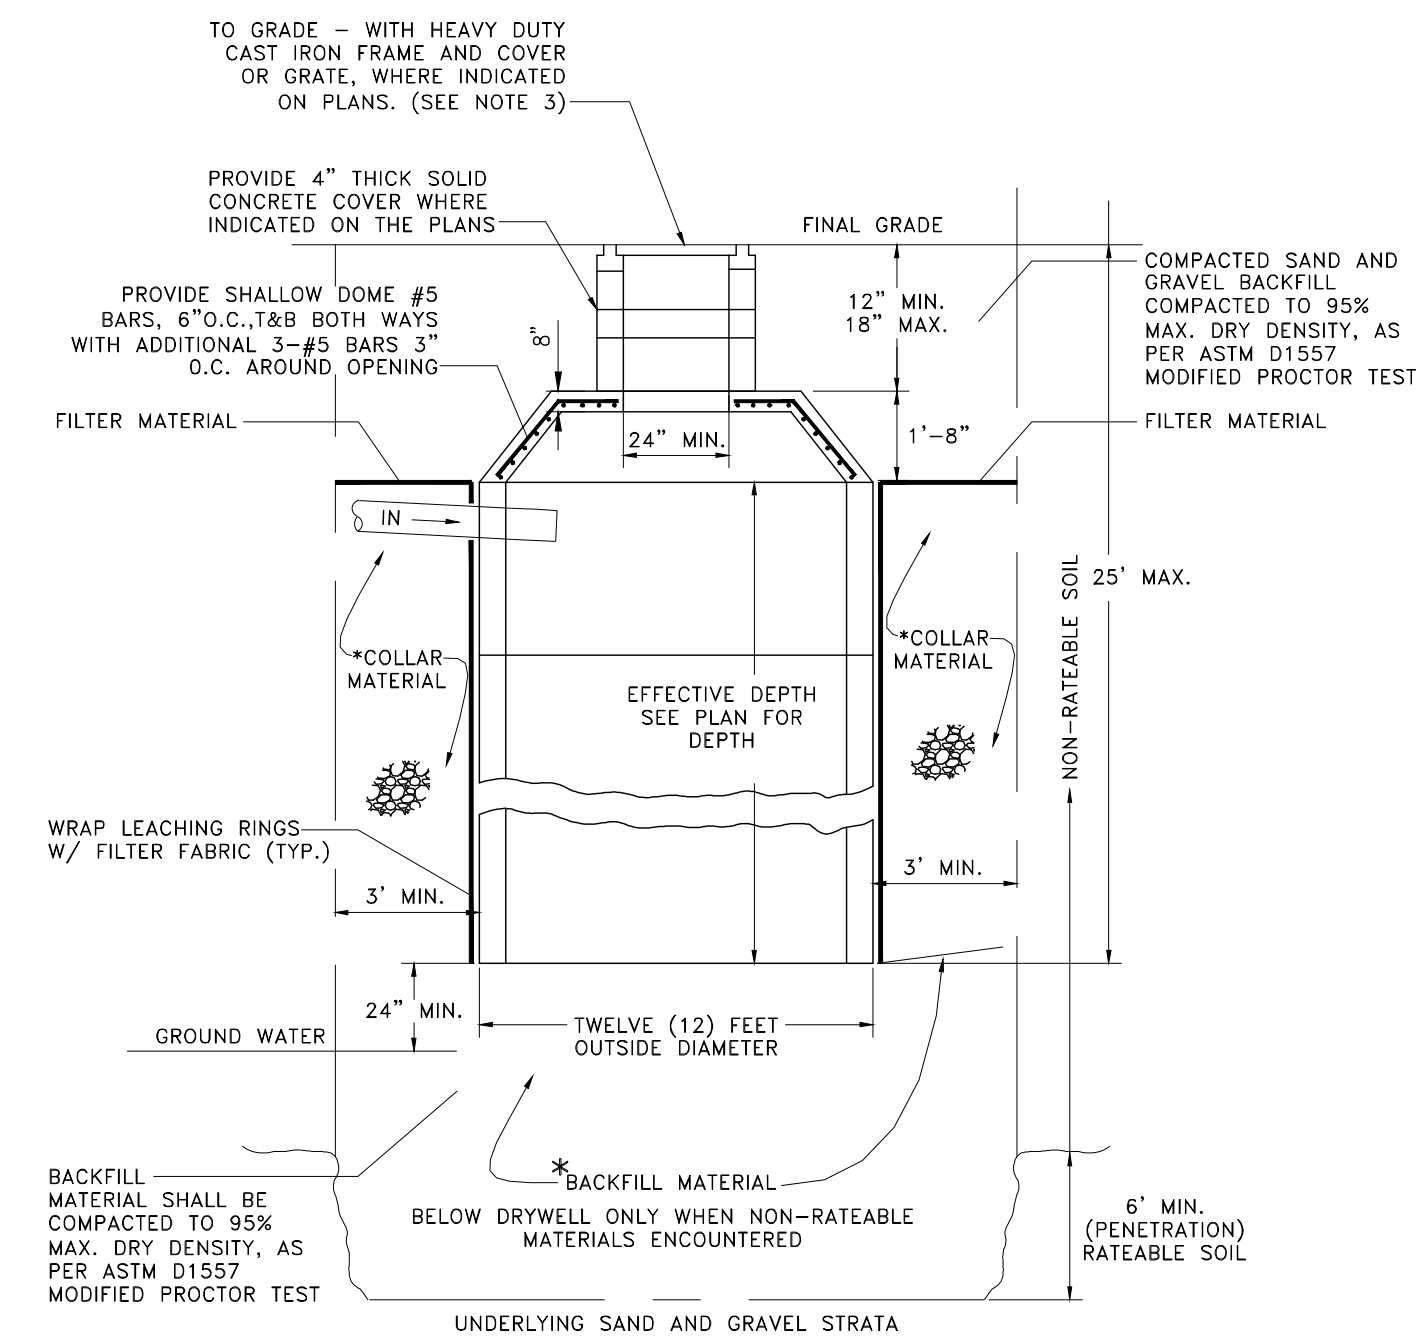 TO GRADE – WITH HEAVY DUTY
CAST IRON FRAME AND COVER
OR GRATE, WHERE INDICATED
ON PLANS. (SEE NOTE 3)
PROVIDE 4" THICK SOLID
CONCRETE COVER WHERE
INDICATED ON THE PLANS
FINAL GRADE
COMPACTED SAND AND
GRAVEL BACKFILL
COMPACTED TO 95%
MAX. DRY DENSITY, AS
PER ASTM D1557
MODIFIED PROCTOR TEST
PROVIDE SHALLOW DOME #5
BARS, 6"O.C.,T&B BOTH WAYS
WITH ADDITIONAL 3–#5 BARS 3"
O.C. AROUND OPENING
12" MIN.
18" MAX.
8"
FILTER MATERIAL
24" MIN.
1'–8"
FILTER MATERIAL
IN
25' MAX.
NON–RATEABLE SOIL
*COLLAR
MATERIAL
*COLLAR
MATERIAL
EFFECTIVE DEPTH
SEE PLAN FOR
DEPTH
WRAP LEACHING RINGS
W/ FILTER FABRIC (TYP.)
3' MIN.
3' MIN.
24" MIN.
GROUND WATER
TWELVE (12) FEET
OUTSIDE DIAMETER
BACKFILL
MATERIAL SHALL BE
COMPACTED TO 95%
MAX. DRY DENSITY, AS
PER ASTM D1557
MODIFIED PROCTOR TEST
*BACKFILL MATERIAL
BELOW DRYWELL ONLY WHEN NON–RATEABLE
MATERIALS ENCOUNTERED
6' MIN.
(PENETRATION)
RATEABLE SOIL
UNDERLYING SAND AND GRAVEL STRATA